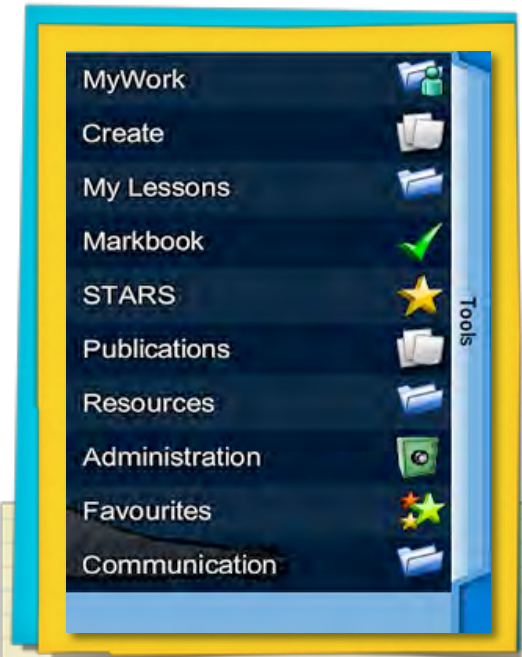 MyWork
Create
My Lessons
Markbook
STARS
Publications
Resources
Administration
Favourites
Communication
Tools